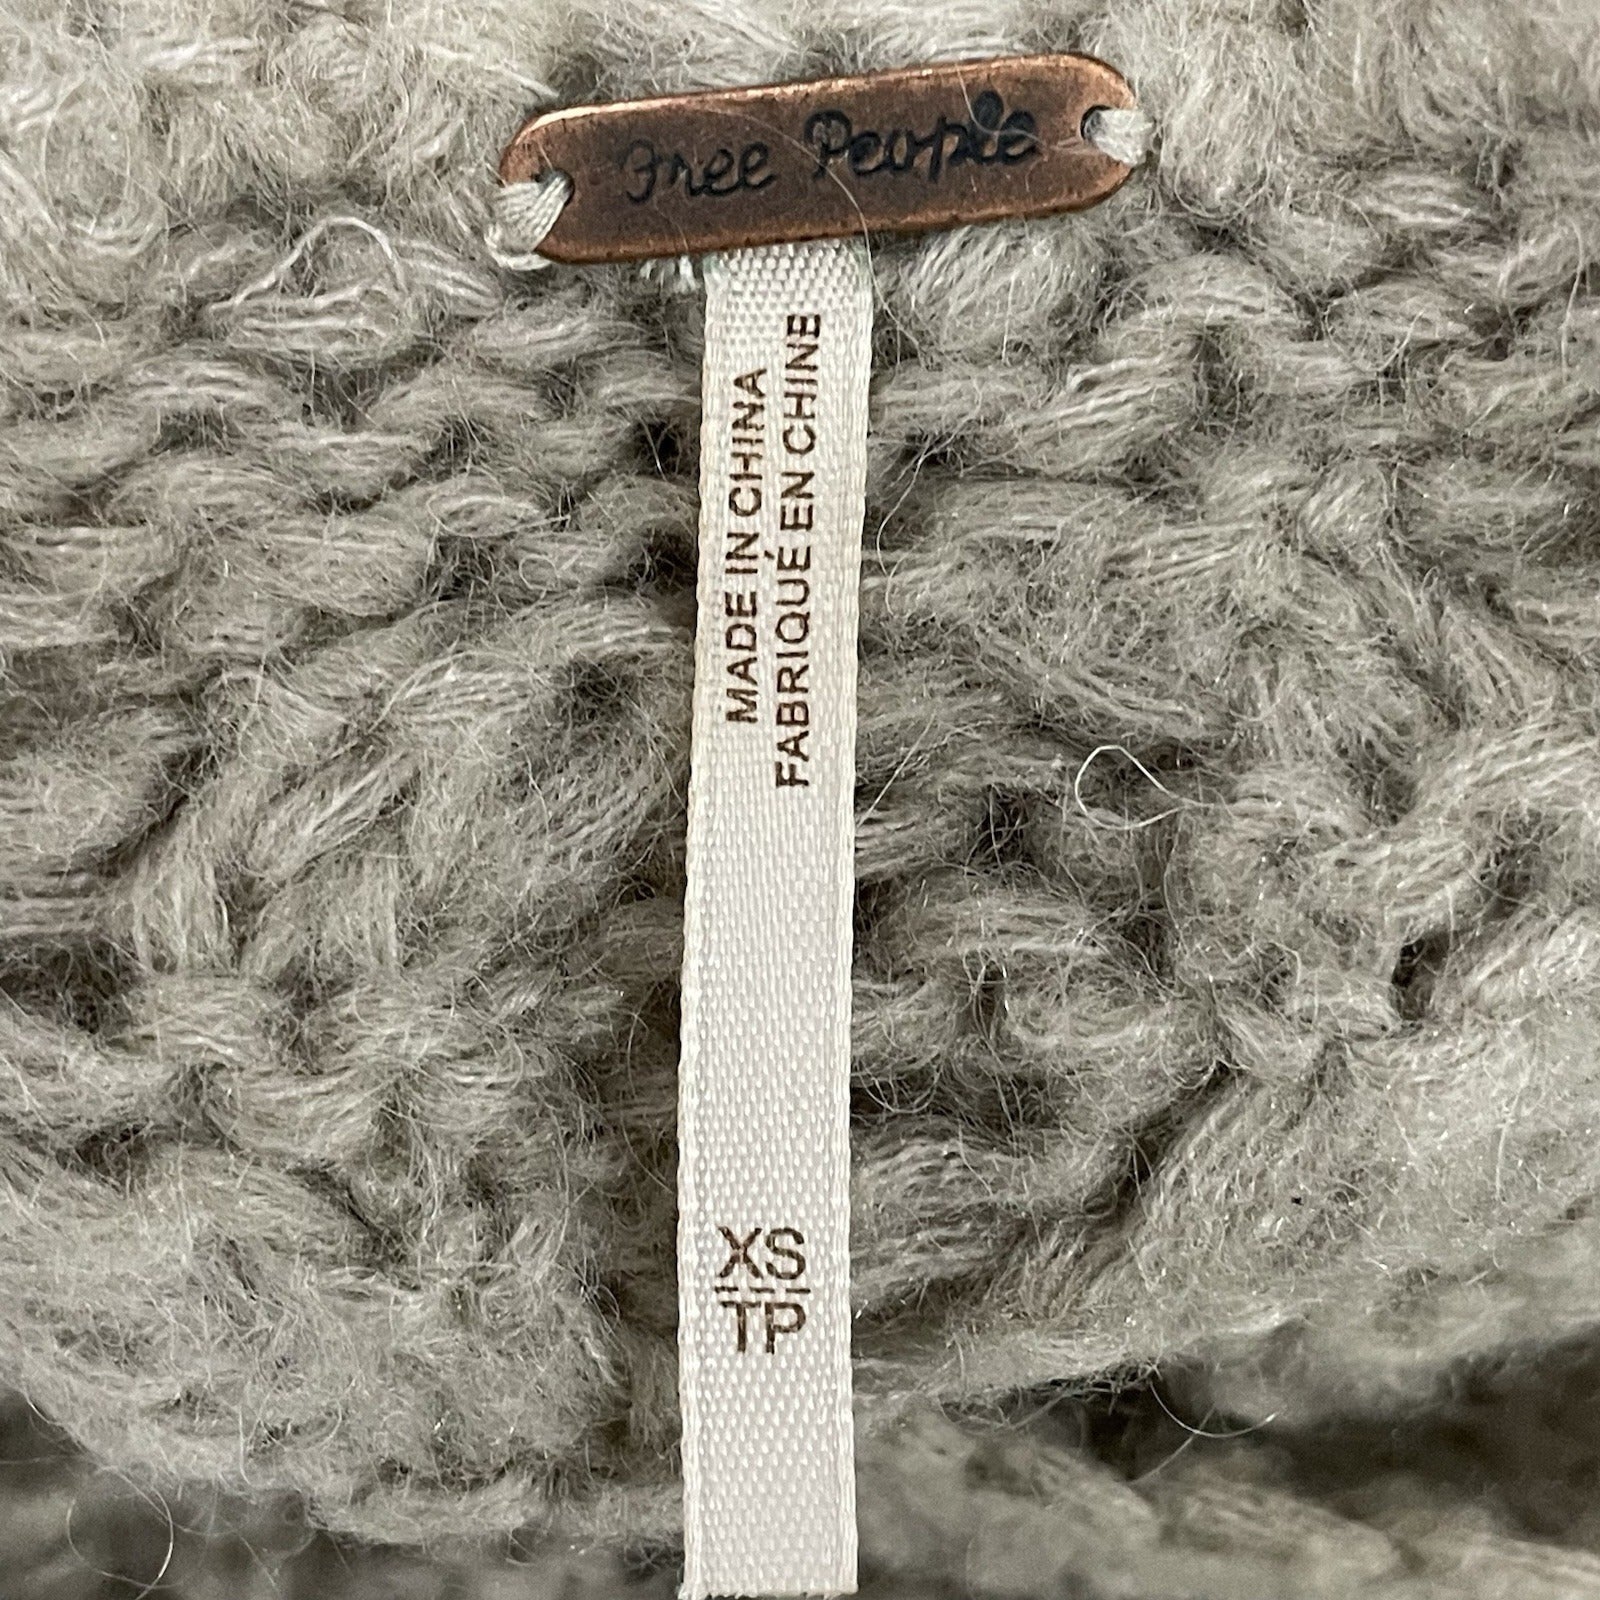 Free People
MADE IN CHINA
FABRIQUÉ EN CHINE
XS
TP